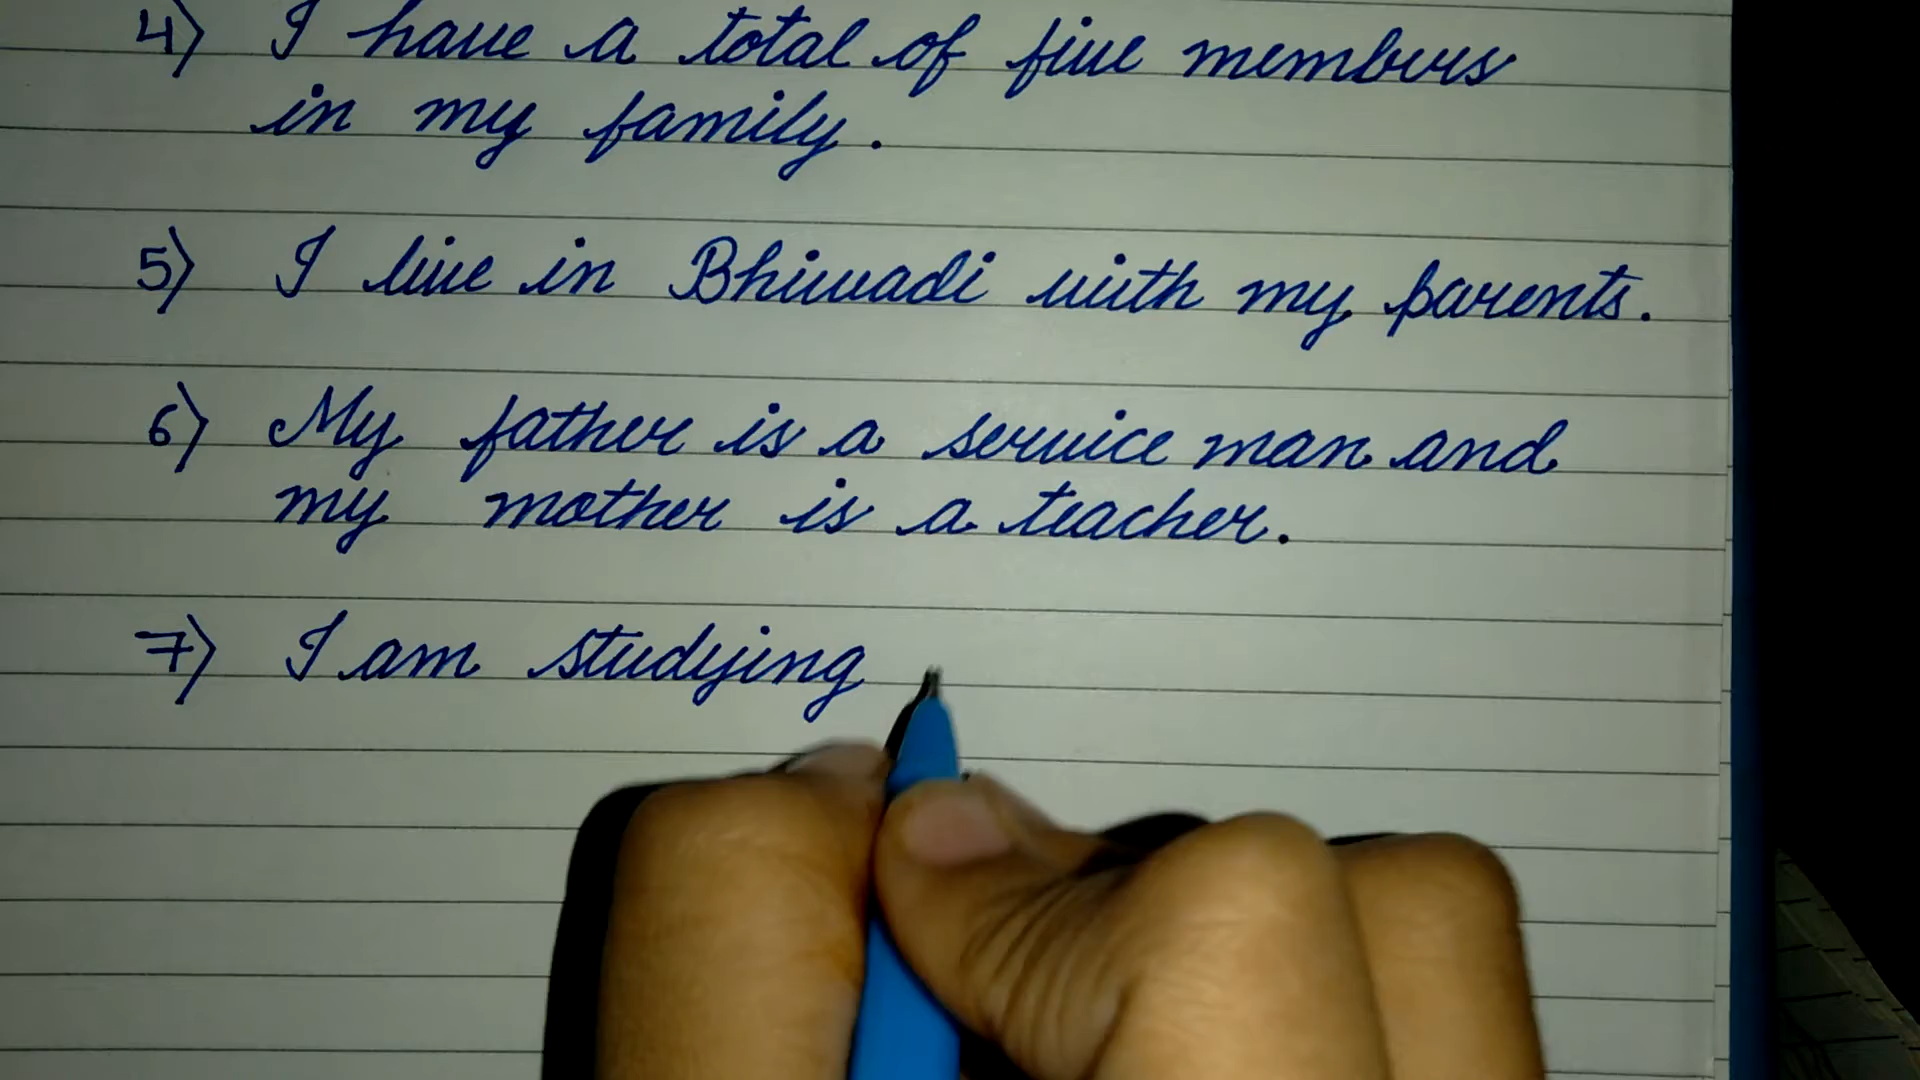 4) I have a total of five members
in my family.
5) I live in Bhiwadi with my parents.
6) My father is a service man and
my mother is a teacher.
7) I am studying